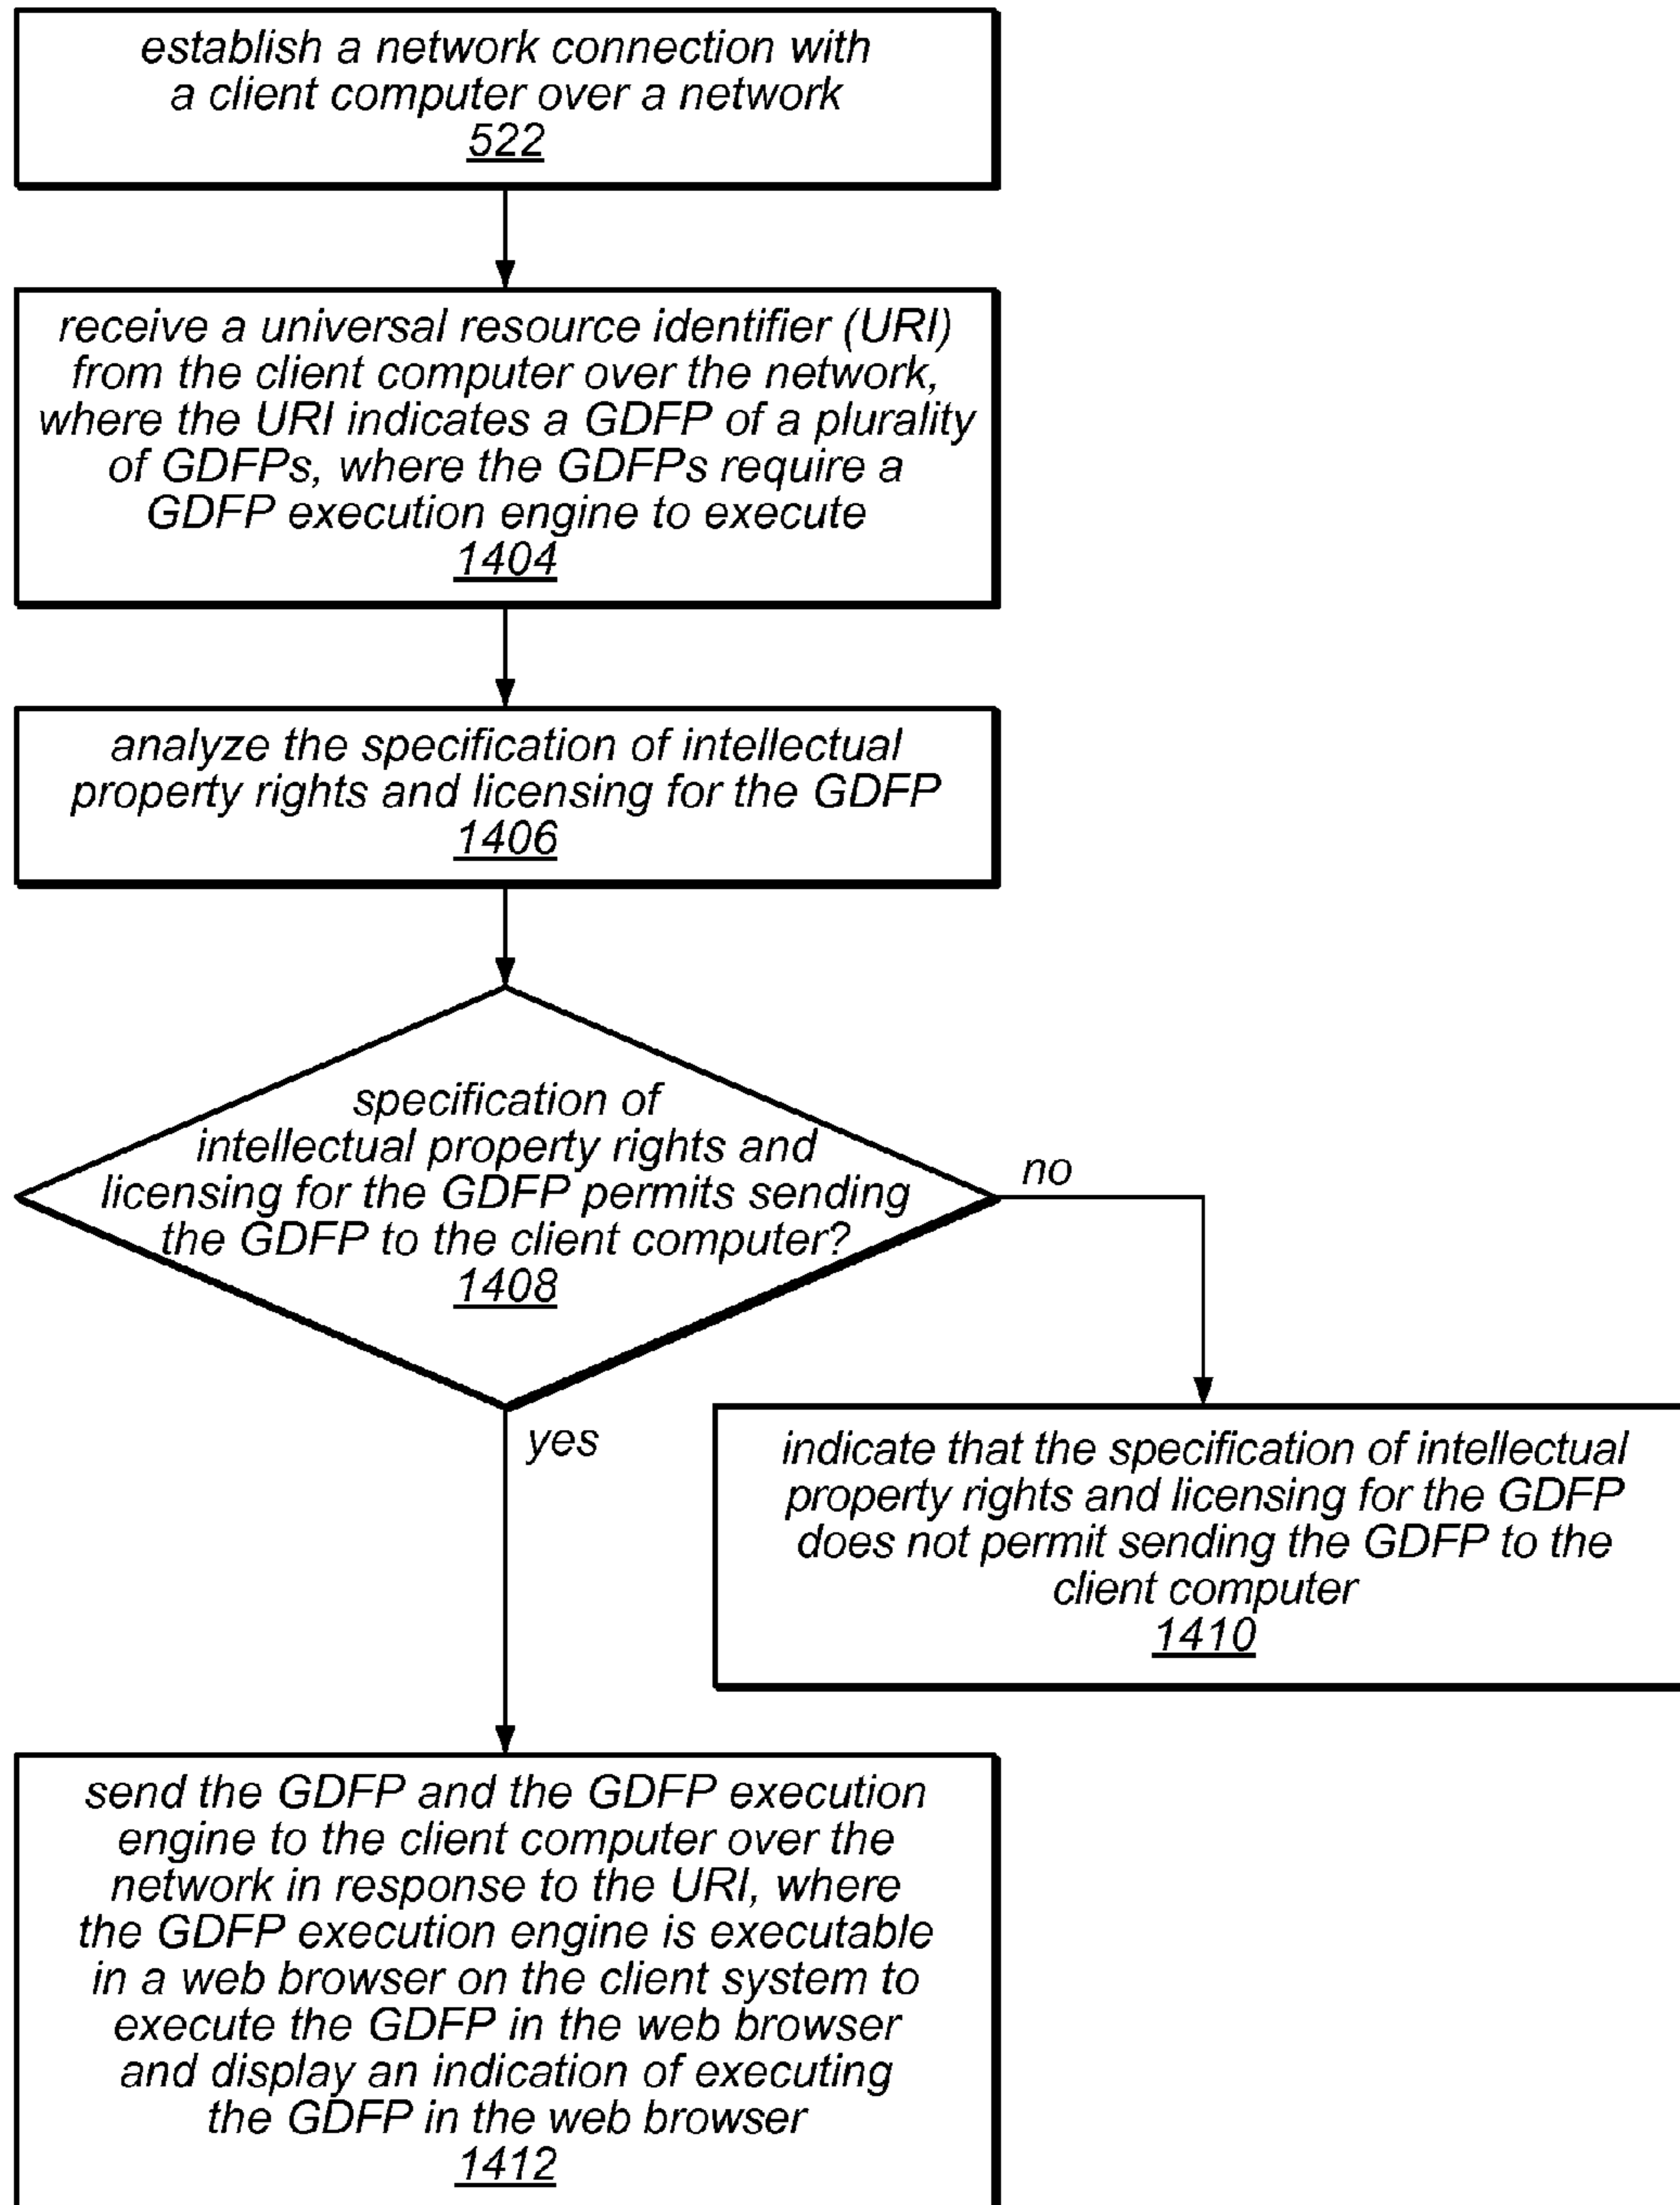 establish a network connection with
a client computer over a network
522
receive a universal resource identifier (URI)
from the client computer over the network,
where the URI indicates a GDFP of a plurality
of GDFPs, where the GDFPs require a
GDFP execution engine to execute
1404
analyze the specification of intellectual
property rights and licensing for the GDFP
1406
specification of
intellectual property rights and
licensing for the GDFP permits sending
the GDFP to the client computer?
1408
no
yes
indicate that the specification of intellectual
property rights and licensing for the GDFP
does not permit sending the GDFP to the
client computer
1410
send the GDFP and the GDFP execution
engine to the client computer over the
network in response to the URI, where
the GDFP execution engine is executable
in a web browser on the client system to
execute the GDFP in the web browser
and display an indication of executing
the GDFP in the web browser
1412